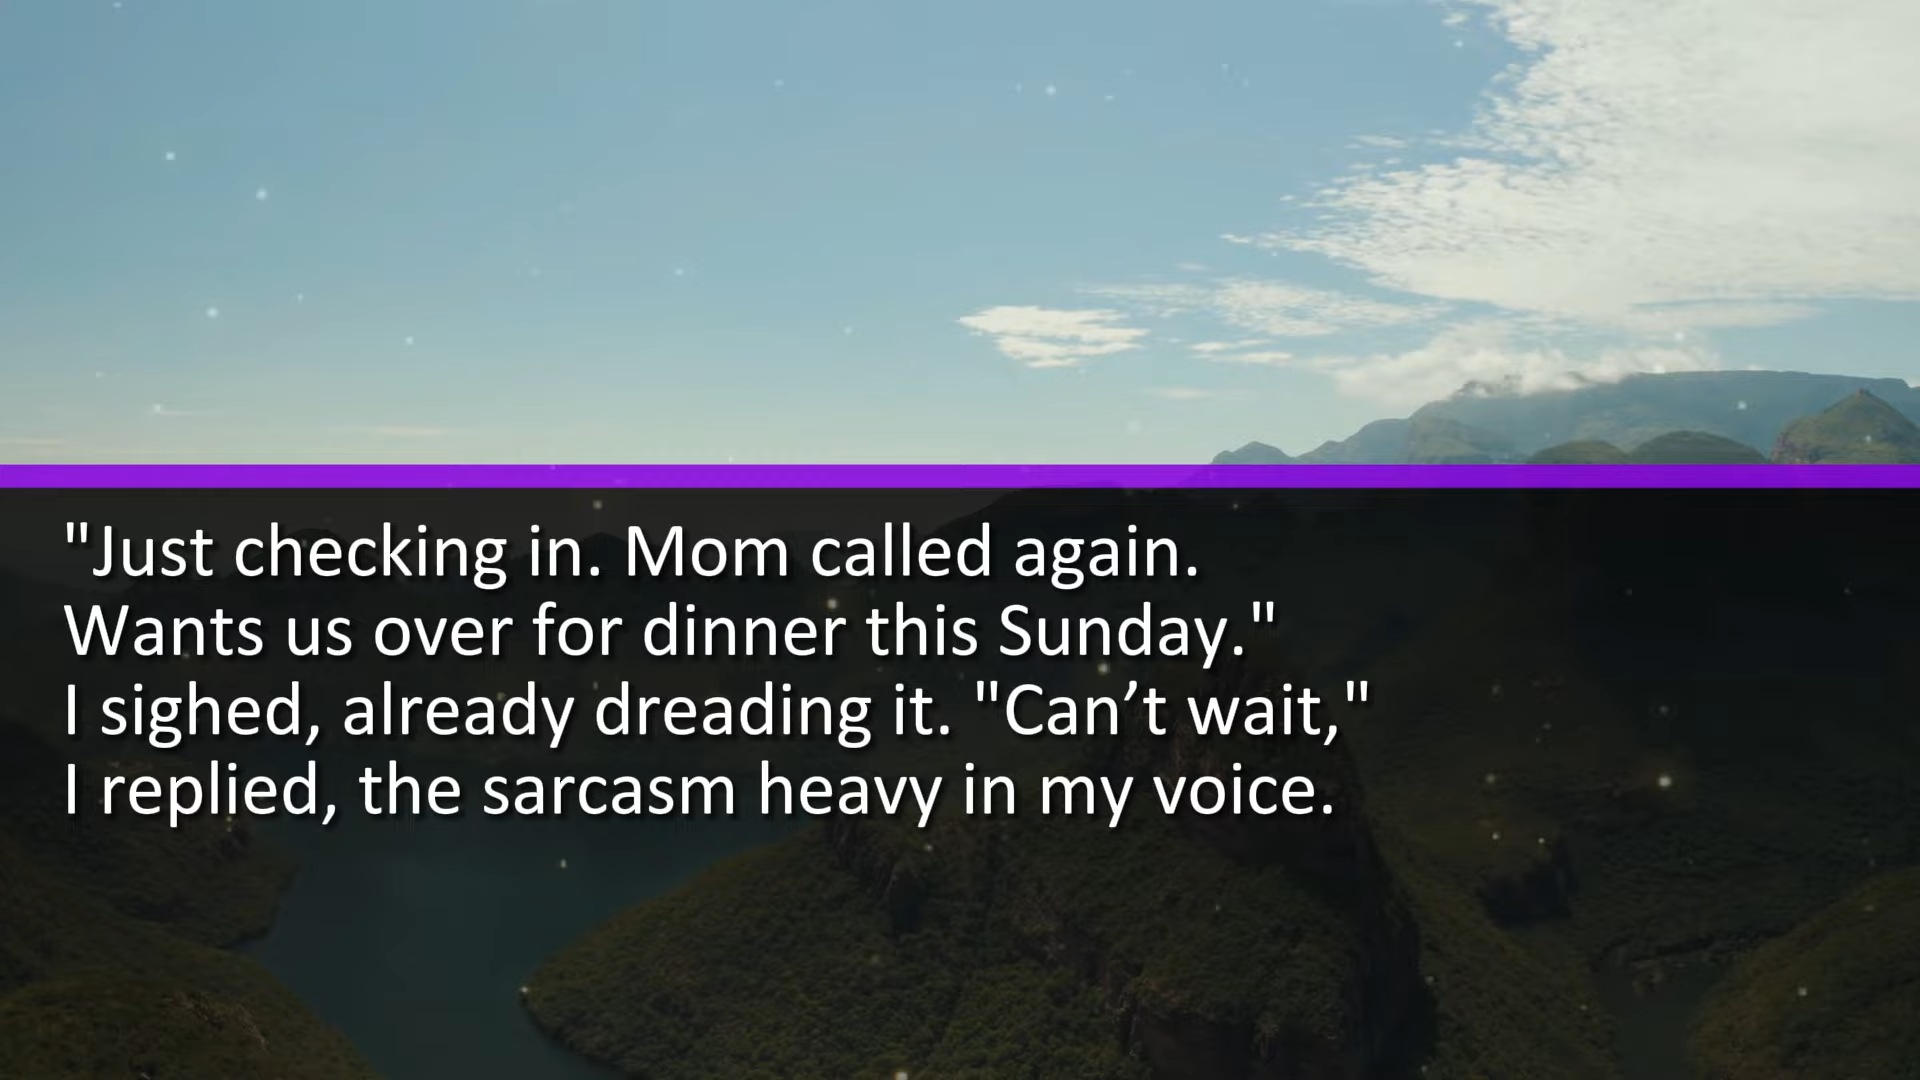 "Just checking in. Mom called again.
Wants us over for dinner this Sunday."
I sighed, already dreading it. "Can’t wait,"
I replied, the sarcasm heavy in my voice.